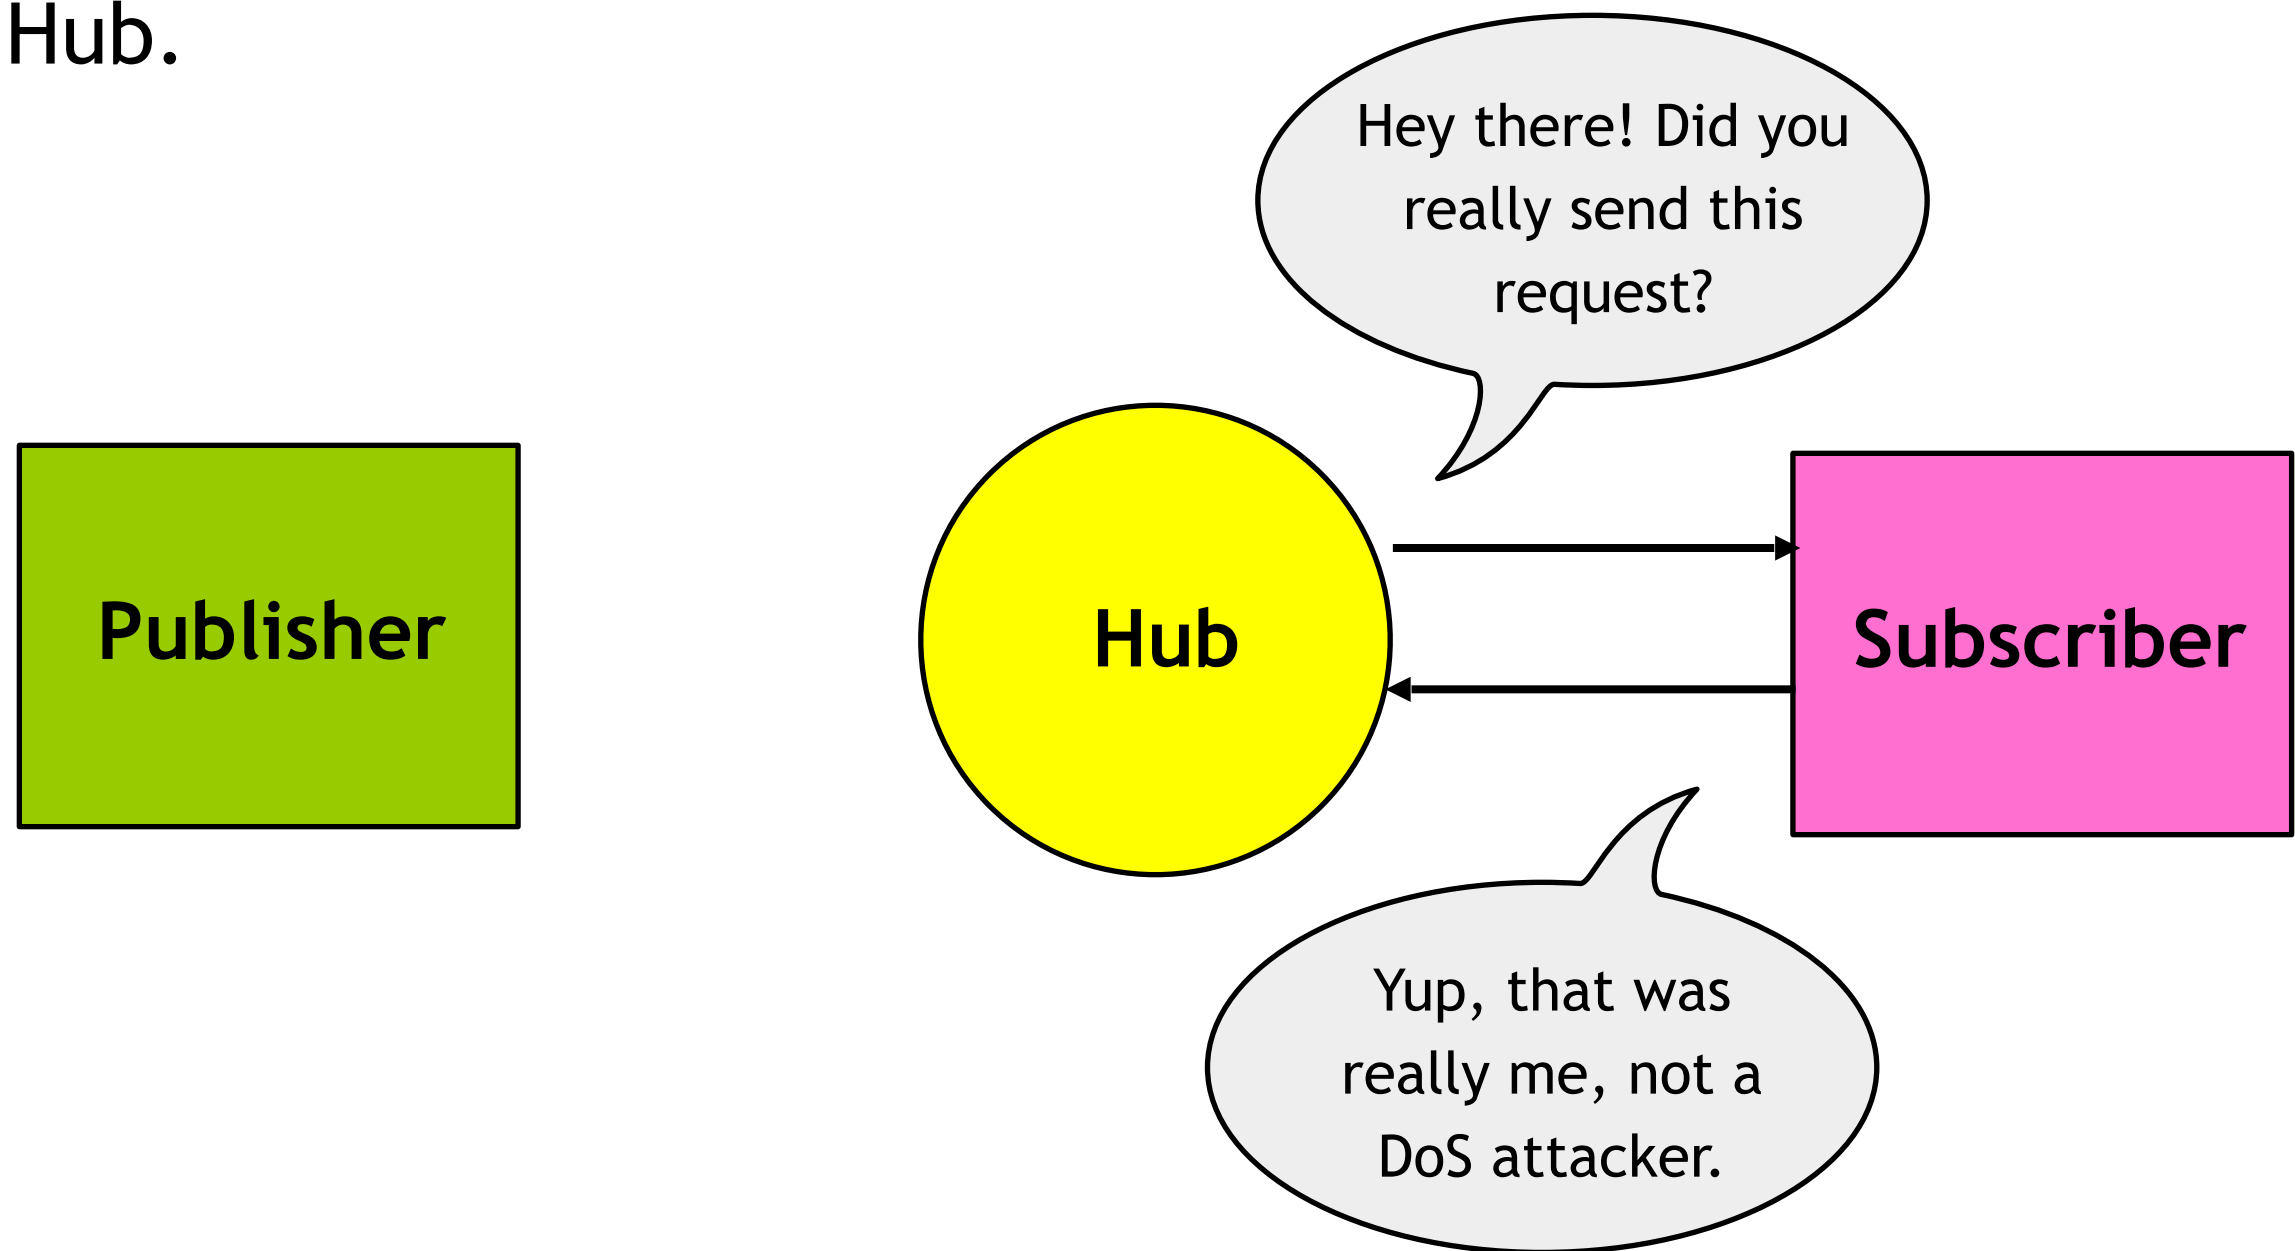 Hub.
Hey there! Did you
really send this
request?
Publisher
Hub
Subscriber
Yup, that was
really me, not a
DoS attacker.